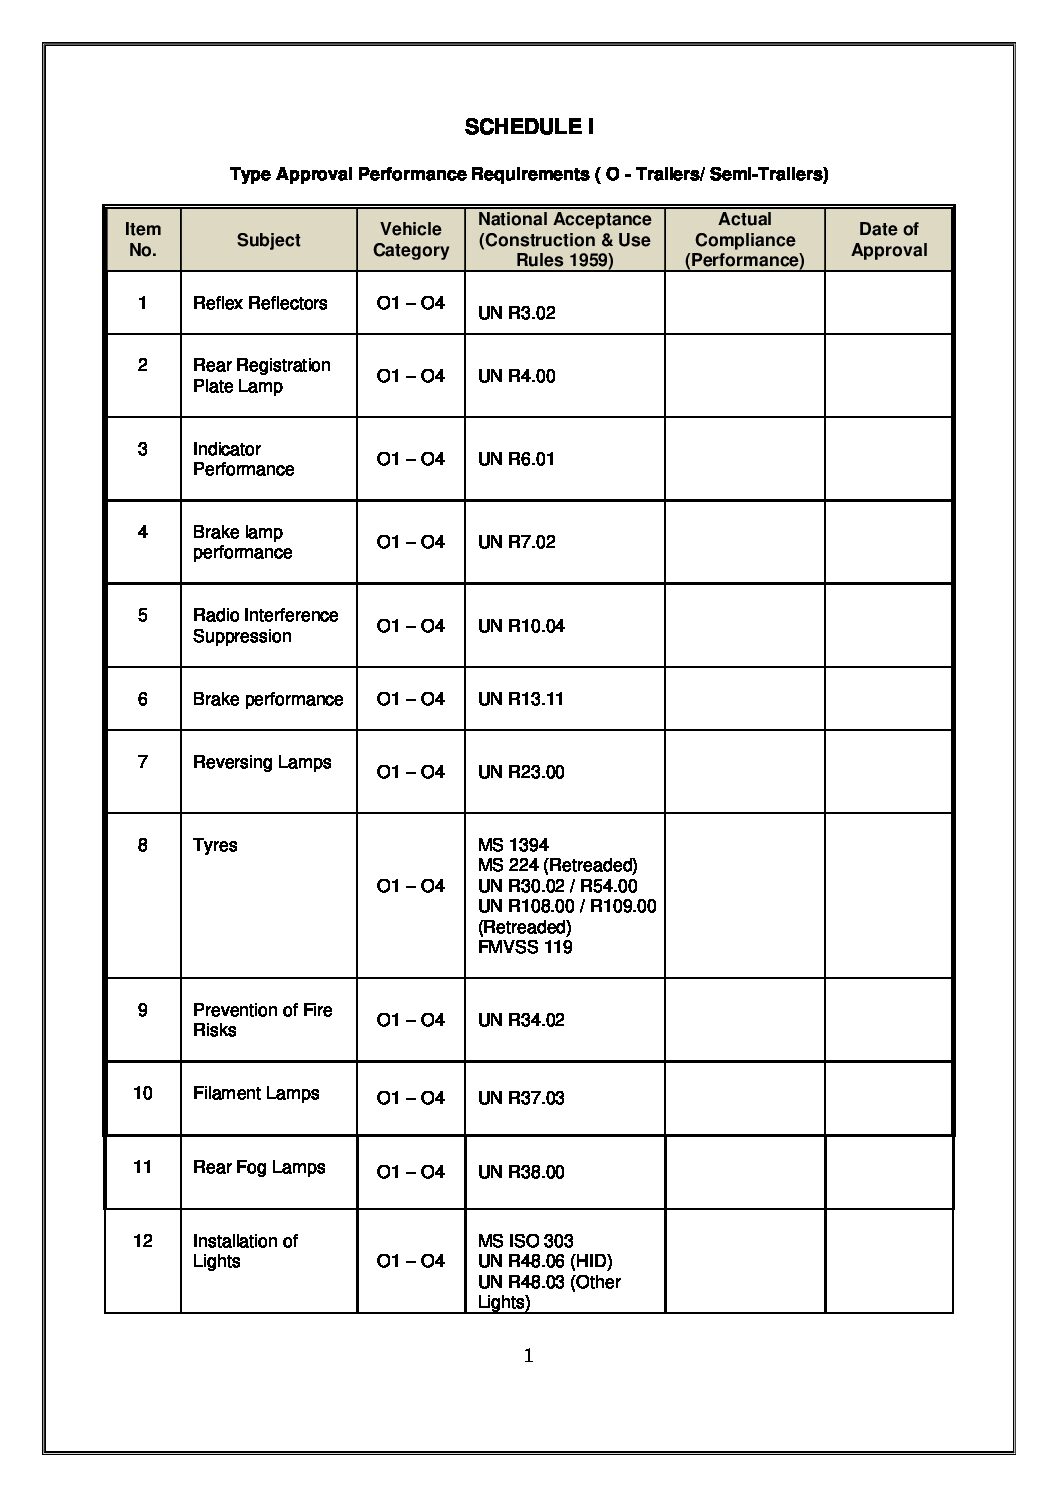 SCHEDULE I
Type Approval Performance Requirements ( O - Trailers/ Semi-Trailers)
Item No. Subject Vehicle Category National Acceptance (Construction & Use Rules 1959) Actual Compliance (Performance) Date of Approval
1 Reflex Reflectors O1 – O4 UN R3.02
2 Rear Registration Plate Lamp O1 – O4 UN R4.00
3 Indicator Performance O1 – O4 UN R6.01
4 Brake lamp performance O1 – O4 UN R7.02
5 Radio Interference Suppression O1 – O4 UN R10.04
6 Brake performance O1 – O4 UN R13.11
7 Reversing Lamps O1 – O4 UN R23.00
8 Tyres O1 – O4 MS 1394
MS 224 (Retreaded)
UN R30.02 / R54.00
UN R108.00 / R109.00
(Retreaded)
FMVSS 119
9 Prevention of Fire Risks O1 – O4 UN R34.02
10 Filament Lamps O1 – O4 UN R37.03
11 Rear Fog Lamps O1 – O4 UN R38.00
12 Installation of Lights O1 – O4 MS ISO 303
UN R48.06 (HID)
UN R48.03 (Other
Lights)
1